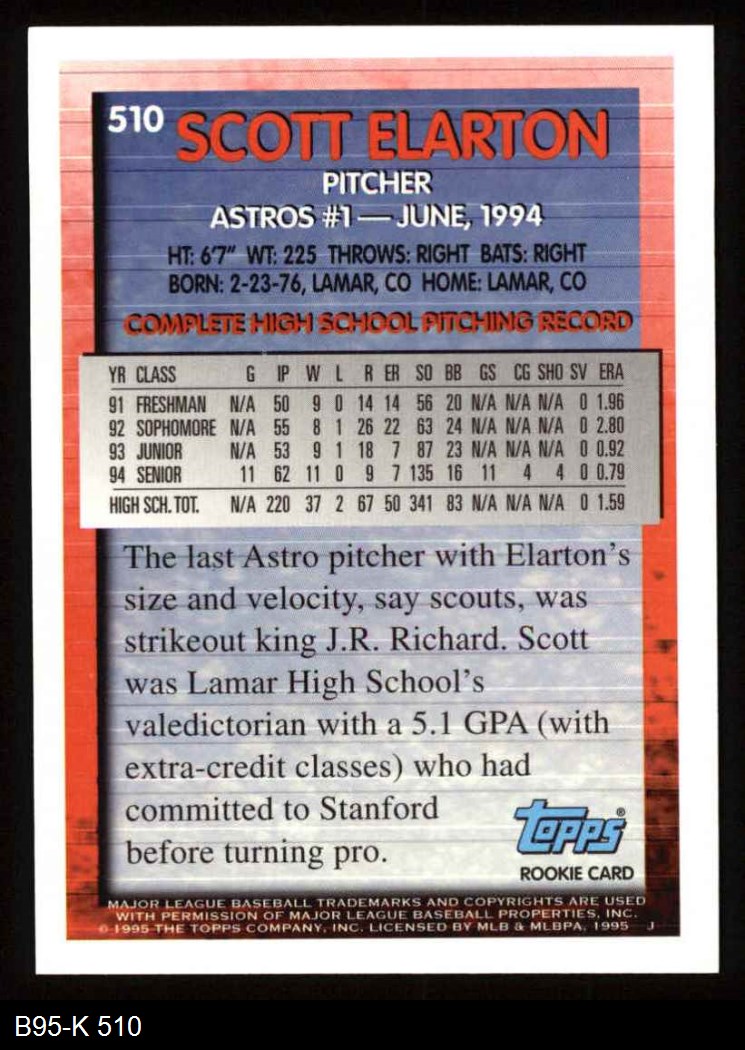 510 SCOTT ELARTON
PITCHER
ASTROS #1 — JUNE, 1994
HT: 6'7" WT: 225 THROWS: RIGHT BATS: RIGHT
BORN: 2-23-76, LAMAR, CO HOME: LAMAR, CO
COMPLETE HIGH SCHOOL PITCHING RECORD
YR CLASS G IP W L R ER SO BB GS CG SHO SV ERA
91 FRESHMAN N/A 50 9 0 14 14 56 20 N/A N/A N/A 0 1.96
92 SOPHOMORE N/A 55 8 1 26 22 63 24 N/A N/A N/A 0 2.80
93 JUNIOR N/A 53 9 1 18 7 87 23 N/A N/A N/A 0 0.92
94 SENIOR 11 62 11 0 9 7 135 16 11 4 4 0 0.79
HIGH SCH. TOT. N/A 220 37 2 67 50 341 83 N/A N/A N/A 0 1.59
The last Astro pitcher with Elarton's
size and velocity, say scouts, was
strikeout king J.R. Richard. Scott
was Lamar High School's
valedictorian with a 5.1 GPA (with
extra-credit classes) who had
committed to Stanford
before turning pro.
Topps®
ROOKIE CARD
MAJOR LEAGUE BASEBALL TRADEMARKS AND COPYRIGHTS ARE USED
WITH PERMISSION OF MAJOR LEAGUE BASEBALL PROPERTIES, INC.
© 1995 THE TOPPS COMPANY, INC. LICENSED BY MLB & MLBPA, 1995 J
B95-K 510